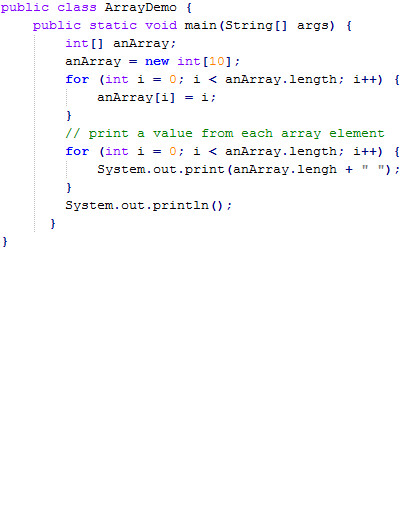 public class ArrayDemo {
public static void main(String[] args) {
int[] anArray;
anArray = new int[10];
for (int i = 0; i < anArray.length; i++) {
anArray[i] = i;
}
// print a value from each array element
for (int i = 0; i < anArray.length; i++) {
System.out.print(anArray.lengh + " ");
}
System.out.println();
}
}